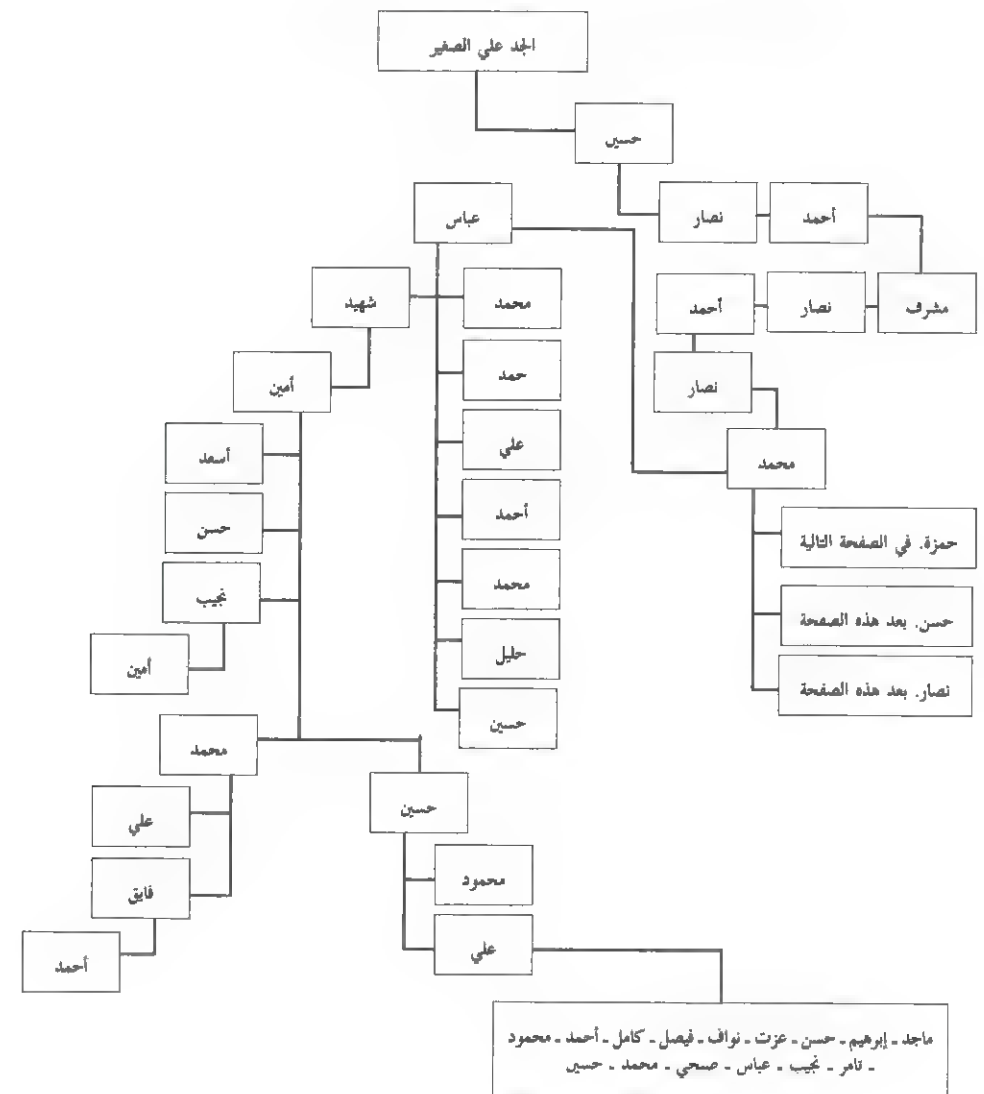 الجد علي الصغير
حسين
عباس
نصار
أحمد
شهيد
محمد
أحمد
نصار
مشرف
أمين
حمد
نصار
أسعد
علي
محمد
حسن
أحمد
حمزة. في الصفحة التالية
نجيب
محمد
حسن. بعد هذه الصفحة
أمين
خليل
نصار. بعد هذه الصفحة
محمد
حسين
علي
حسين
فايق
محمود
أحمد
علي
ماجد ـ إبرهيم ـ حسن ـ عزت ـ نواف ـ فيصل ـ كامل ـ أحمد ـ محمود
ـ تامر ـ نجيب ـ عباس ـ صبحي ـ محمد ـ حسين